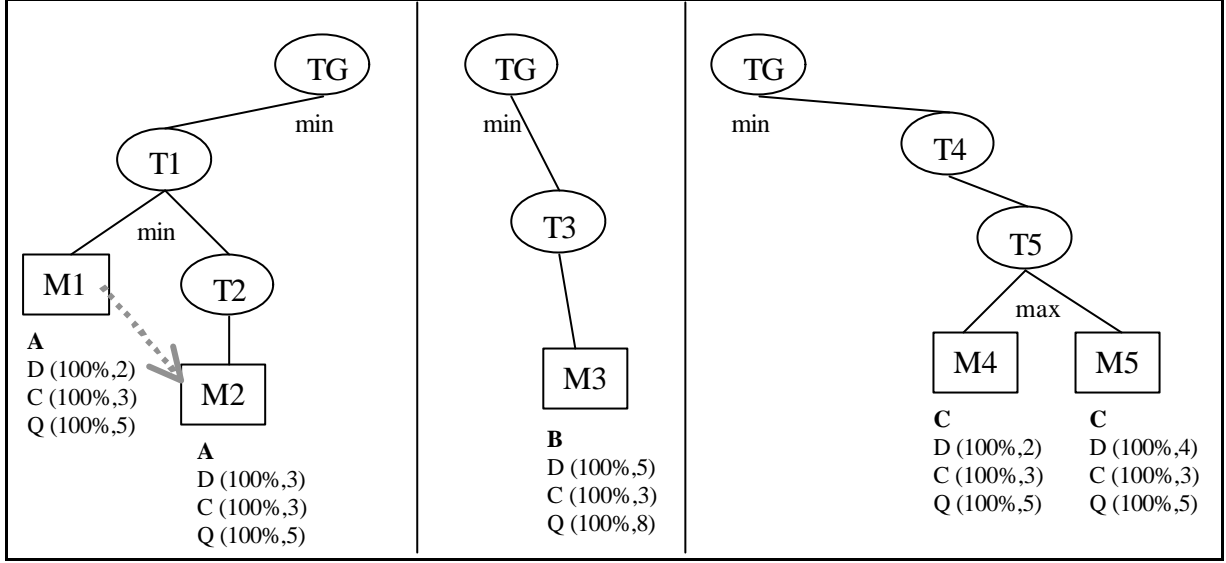 TG
min
T1
min
M1
T2
A
D (100%,2)
C (100%,3)
Q (100%,5)
M2
A
D (100%,3)
C (100%,3)
Q (100%,5)
TG
min
T3
M3
B
D (100%,5)
C (100%,3)
Q (100%,8)
TG
min
T4
T5
max
M4
M5
C
D (100%,2)
C (100%,3)
Q (100%,5)
C
D (100%,4)
C (100%,3)
Q (100%,5)